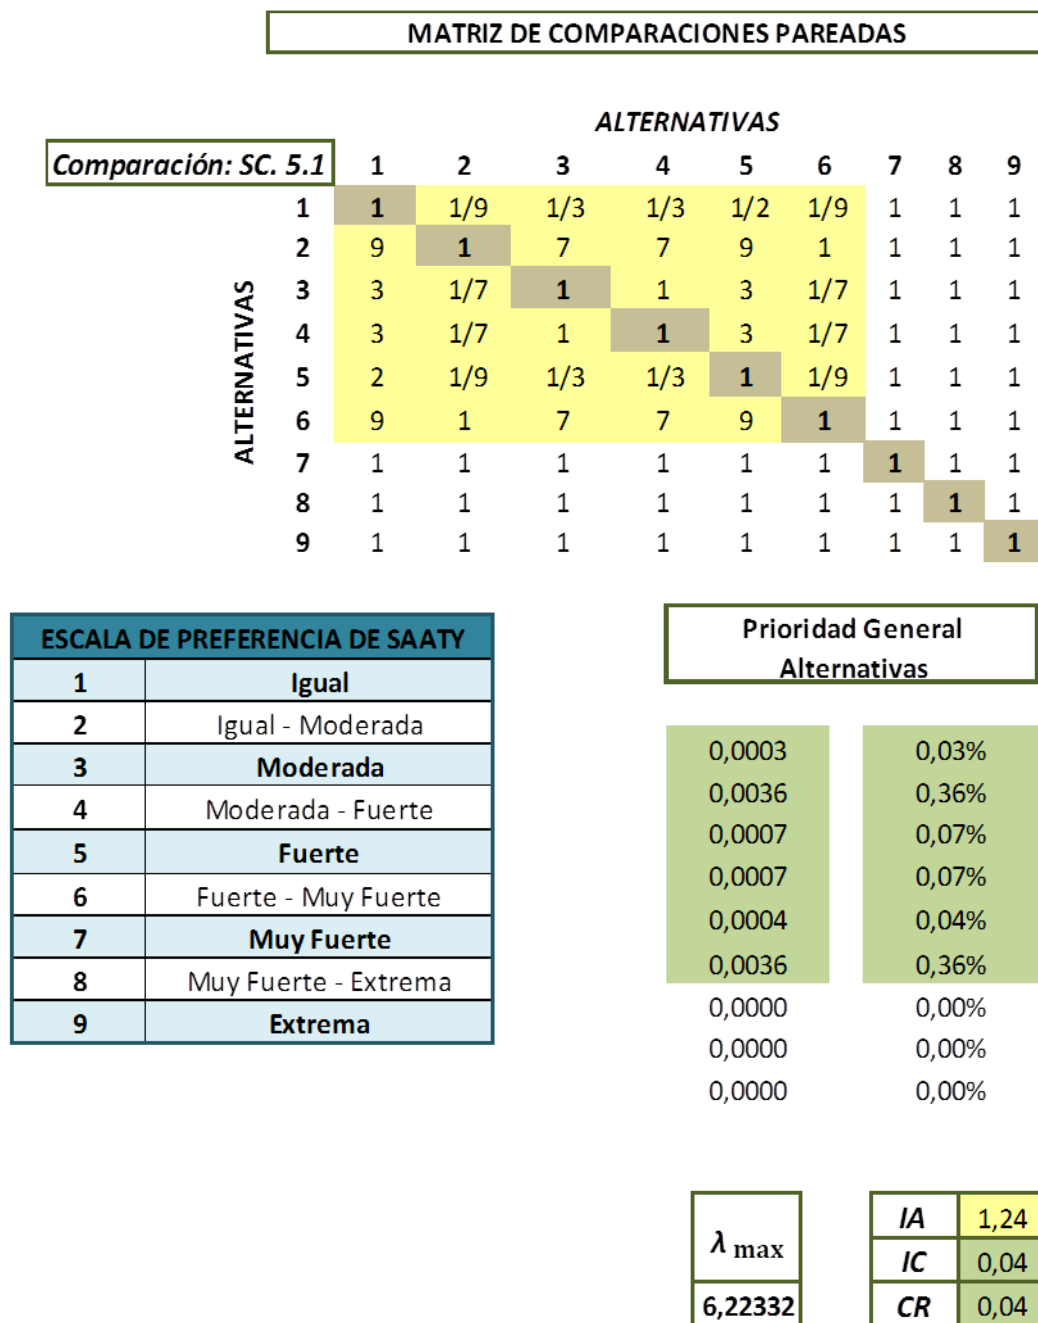 MATRIZ DE COMPARACIONES PAREADAS
ALTERNATIVAS
Comparación: SC. 5.1 1 2 3 4 5 6 7 8 9
1 1 1/9 1/3 1/3 1/2 1/9 1 1 1
2 9 1 7 7 9 1 1 1 1
3 3 1/7 1 1 3 1/7 1 1 1
4 3 1/7 1 1 3 1/7 1 1 1
5 2 1/9 1/3 1/3 1 1/9 1 1 1
6 9 1 7 7 9 1 1 1 1
7 1 1 1 1 1 1 1 1 1
8 1 1 1 1 1 1 1 1 1
9 1 1 1 1 1 1 1 1 1
ALTERNATIVAS
ESCALA DE PREFERENCIA DE SAATY
1 Igual
2 Igual - Moderada
3 Moderada
4 Moderada - Fuerte
5 Fuerte
6 Fuerte - Muy Fuerte
7 Muy Fuerte
8 Muy Fuerte - Extrema
9 Extrema
Prioridad General
Alternativas
0,0003 0,03%
0,0036 0,36%
0,0007 0,07%
0,0007 0,07%
0,0004 0,04%
0,0036 0,36%
0,0000 0,00%
0,0000 0,00%
0,0000 0,00%
λ max
6,22332
IA 1,24
IC 0,04
CR 0,04